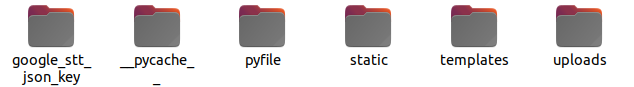 google_stt_ __pycache_ pyfile static templates uploads
json_key _